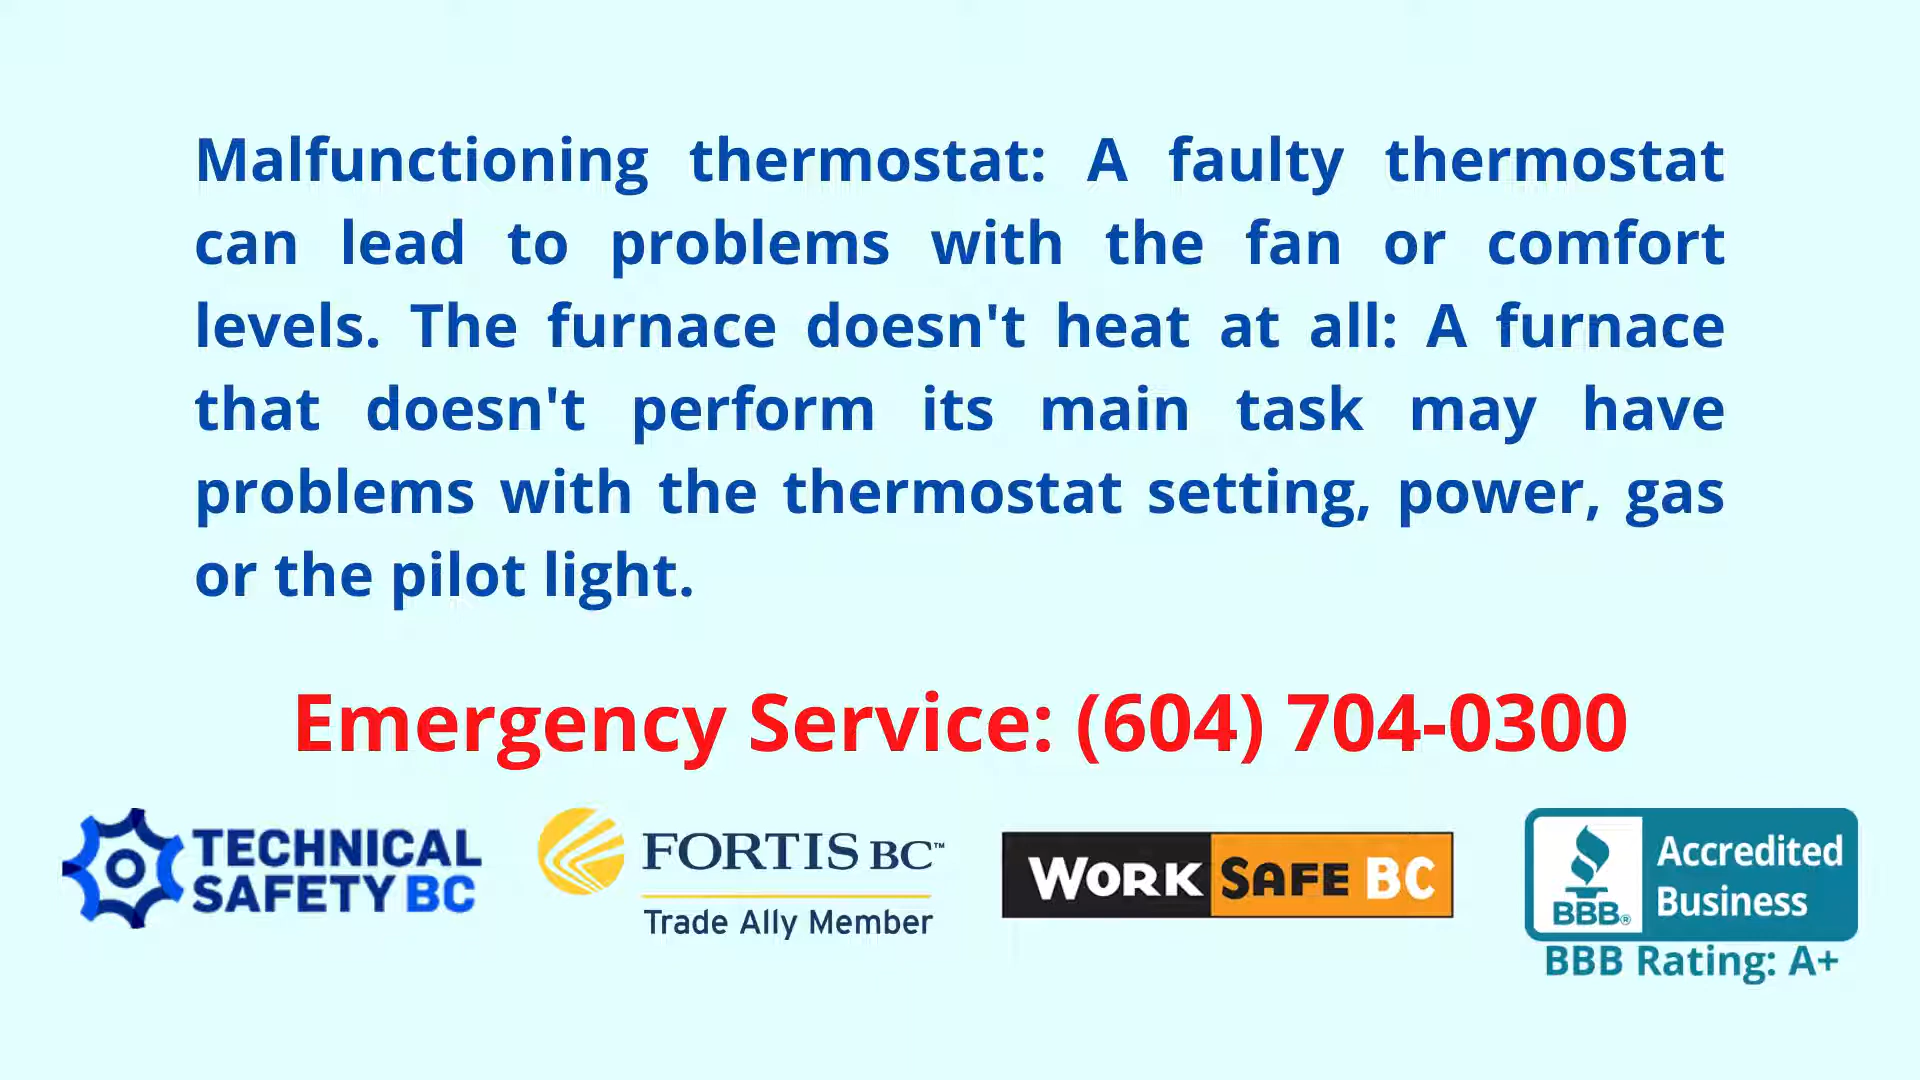 Malfunctioning thermostat: A faulty thermostat
can lead to problems with the fan or comfort
levels. The furnace doesn't heat at all: A furnace
that doesn't perform its main task may have
problems with the thermostat setting, power, gas
or the pilot light.
Emergency Service: (604) 704-0300
TECHNICAL
SAFETY BC
FORTIS BC™
Trade Ally Member
WORK SAFE BC
BBB®
Accredited
Business
BBB Rating: A+